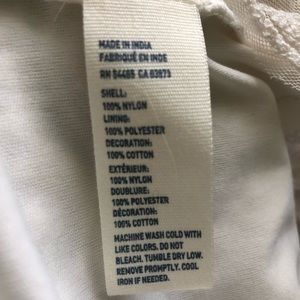 MADE IN INDIA
FABRIQUÉ EN INDE
RN 54485 CA 03873
SHELL:
100% NYLON
LINING:
100% POLYESTER
DECORATION:
100% COTTON
EXTÉRIEUR:
100% NYLON
DOUBLURE:
100% POLYESTER
DÉCORATION:
100% COTTON
MACHINE WASH COLD WITH
LIKE COLORS. DO NOT
BLEACH. TUMBLE DRY LOW.
REMOVE PROMPTLY. COOL
IRON IF NEEDED.